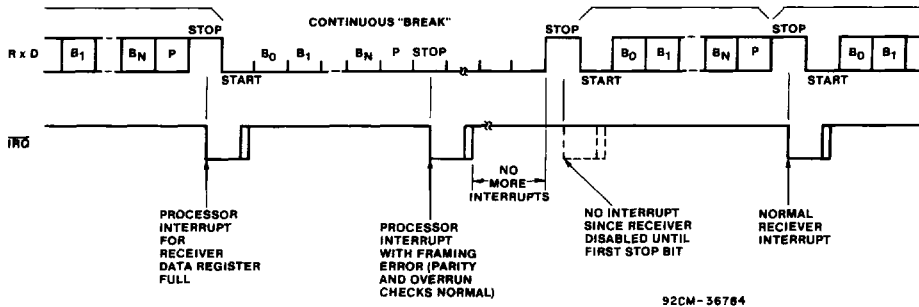 CONTINUOUS "BREAK"
STOP
STOP
STOP
R x D
B1
BN
P
B0
B1
BN
P
STOP
B0
B1
BN
P
B0
B1
START
START
START
IRQ
NO
MORE
INTERRUPTS
PROCESSOR
INTERRUPT
FOR
RECEIVER
DATA REGISTER
FULL
PROCESSOR
INTERRUPT
WITH FRAMING
ERROR (PARITY
AND OVERRUN
CHECKS NORMAL)
NO INTERRUPT
SINCE RECEIVER
DISABLED UNTIL
FIRST STOP BIT
NORMAL
RECIEVER
INTERRUPT
92CM-36784